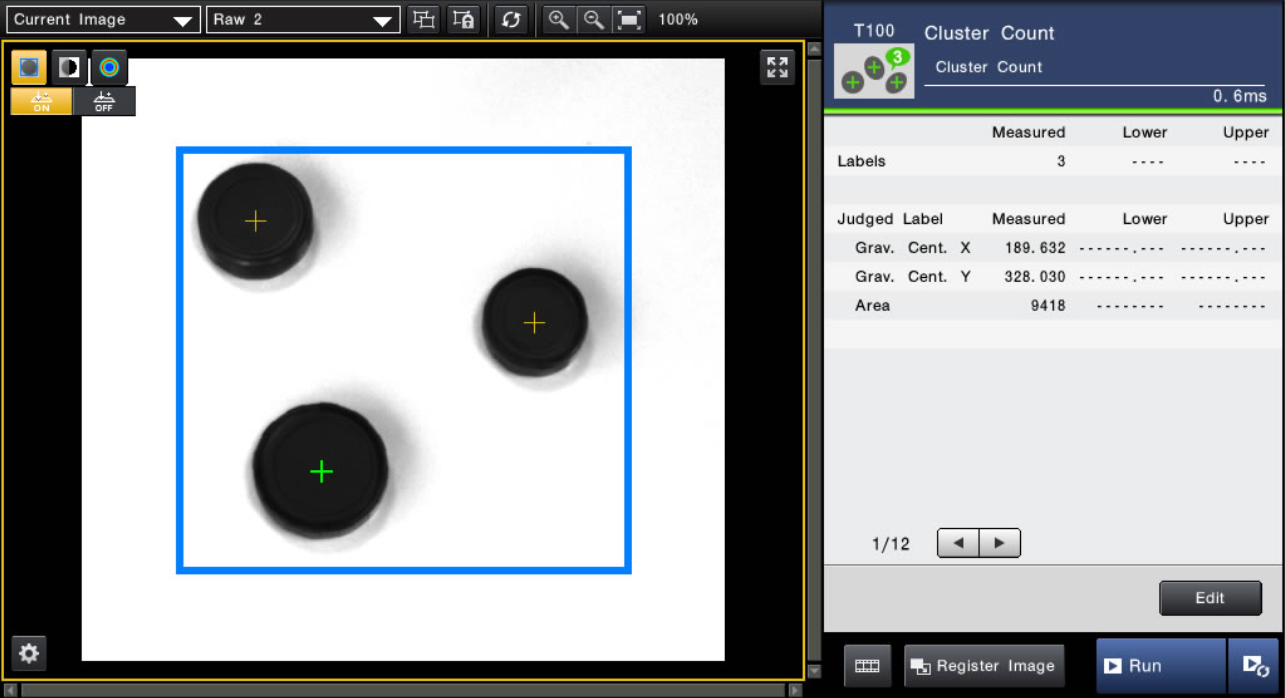 Current Image
Raw 2
100%
ON
OFF
T100
Cluster Count
3
Cluster Count
0.6ms
Measured Lower Upper
Labels 3 ---- ----
Judged Label Measured Lower Upper
Grav. Cent. X 189.632 ------.--- ------.---
Grav. Cent. Y 328.030 ------.--- ------.---
Area 9418 -------- --------
1/12
Edit
Register Image
Run